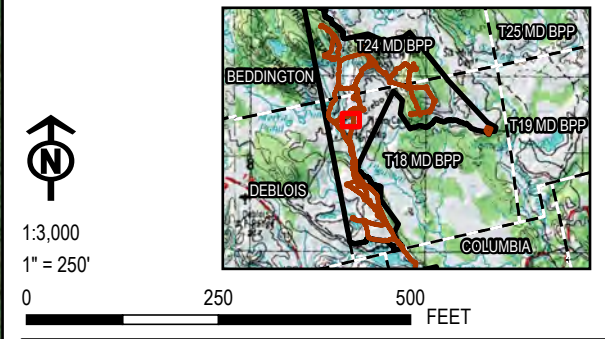 T24 MD BPP
T25 MD BPP
BEDDINGTON
T19 MD BPP
T18 MD BPP
DEBLOIS
COLUMBIA
N
1:3,000
1" = 250'
0 250 500
FEET